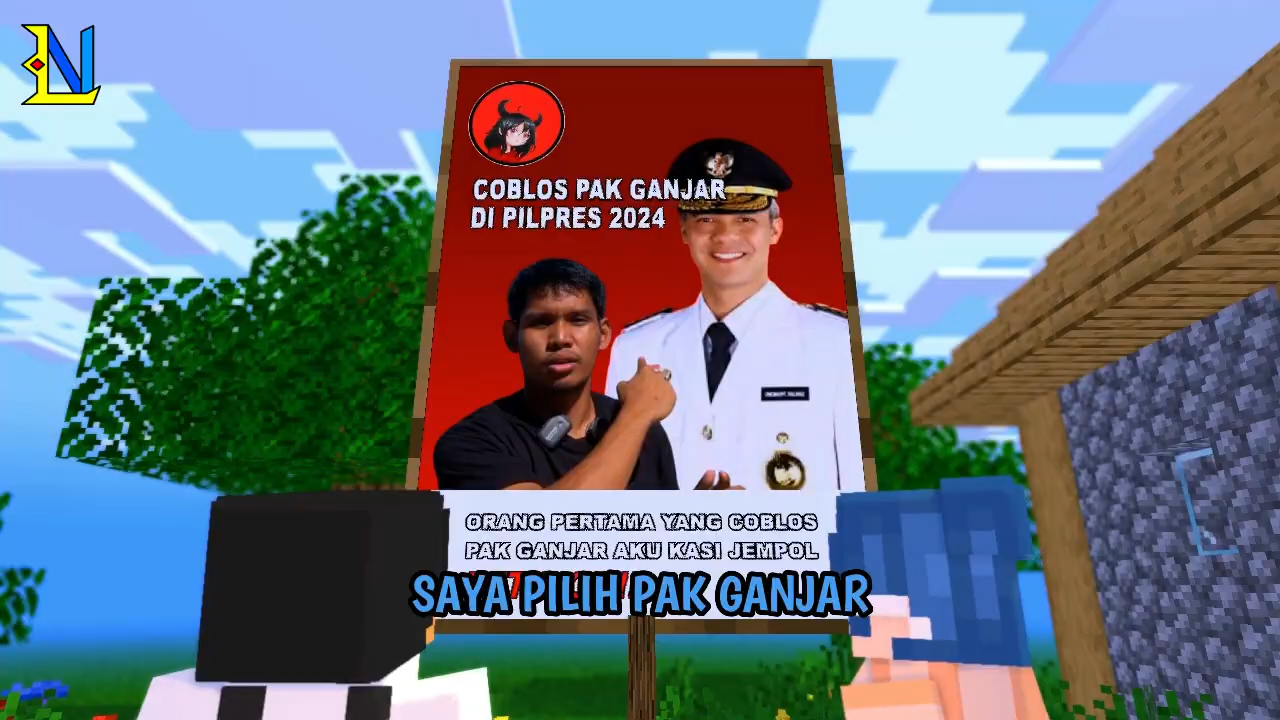 COBLOS PAK GANJAR
DI PILPRES 2024
ORANG PERTAMA YANG COBLOS
PAK GANJAR AKU KASI JEMPOL
SAYA PILIH PAK GANJAR